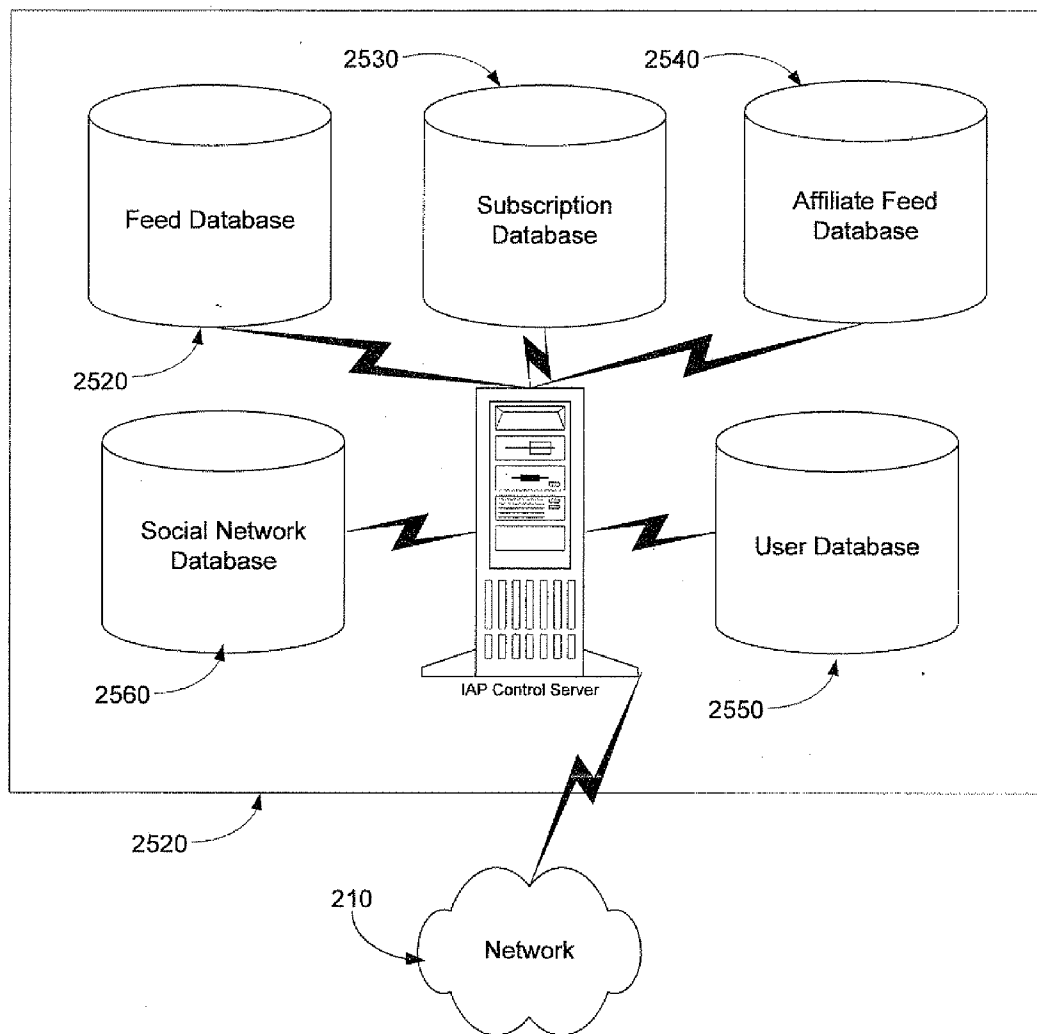 2530
2540
Feed Database
Subscription
Database
Affiliate Feed
Database
2520
Social Network
Database
User Database
2560
IAP Control Server
2550
2520
210
Network